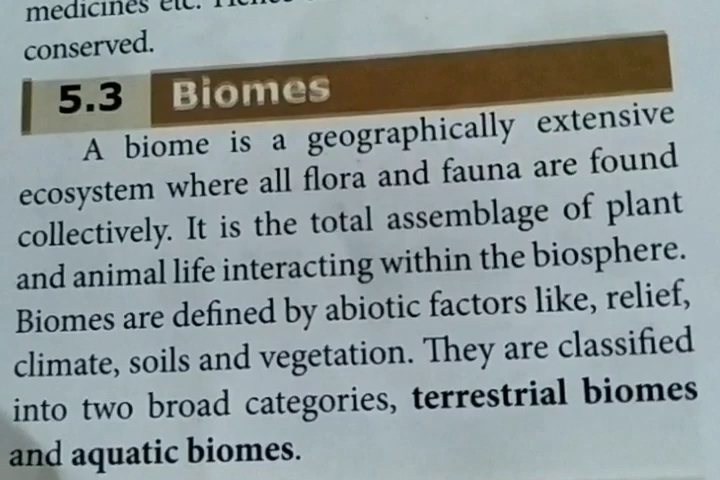 medicines etc.
conserved.
5.3 Biomes
A biome is a geographically extensive
ecosystem where all flora and fauna are found
collectively. It is the total assemblage of plant
and animal life interacting within the biosphere.
Biomes are defined by abiotic factors like, relief,
climate, soils and vegetation. They are classified
into two broad categories, terrestrial biomes
and aquatic biomes.